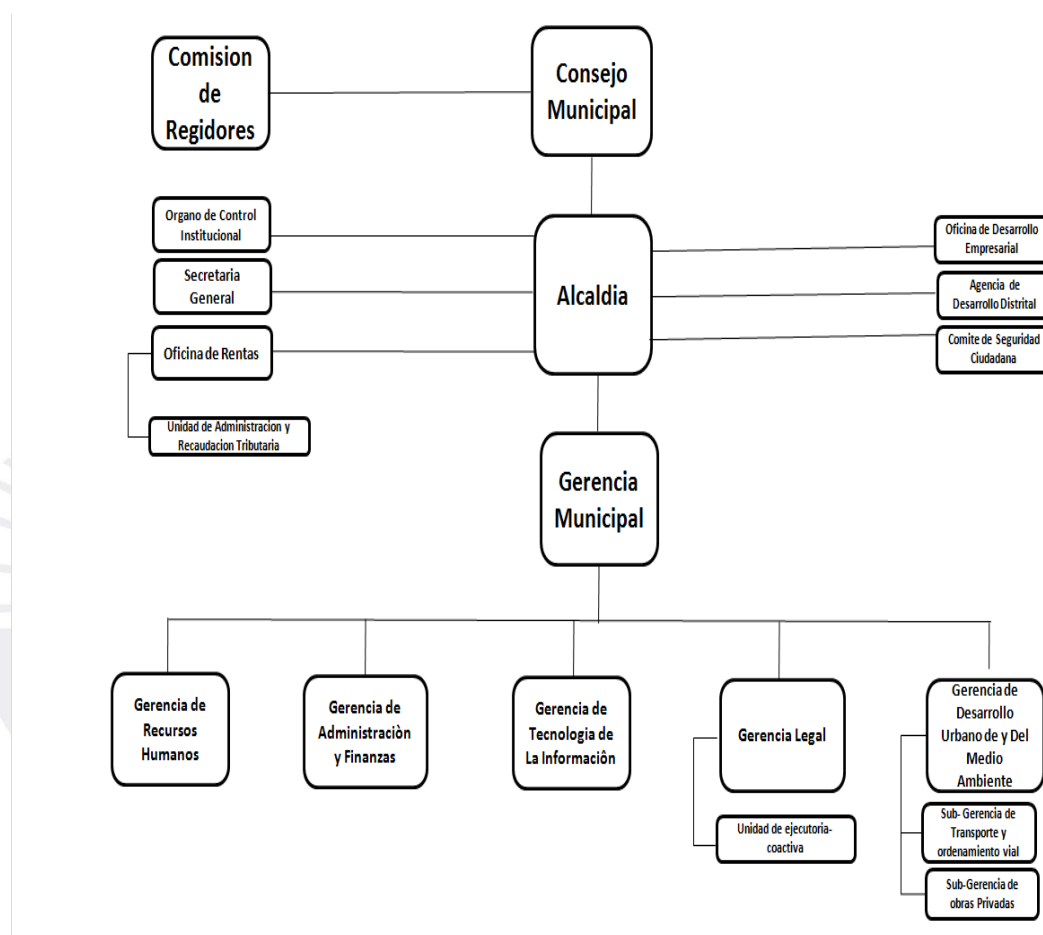 Comision
de
Regidores
Consejo
Municipal
Organo de Control
Institucional
Secretaria
General
Oficina de Rentas
Unidad de Administracion y
Recaudacion Tributaria
Alcaldia
Oficina de Desarrollo
Empresarial
Agencia de
Desarrollo Distrital
Comite de Seguridad
Ciudadana
Gerencia
Municipal
Gerencia de
Recursos
Humanos
Gerencia de
Administraciòn
y Finanzas
Gerencia de
Tecnologia de
La Informaciôn
Gerencia Legal
Unidad de ejecutoria-
coactiva
Gerencia de
Desarrollo
Urbano de y Del
Medio
Ambiente
Sub- Gerencia de
Transporte y
ordenamiento vial
Sub-Gerencia de
obras Privadas